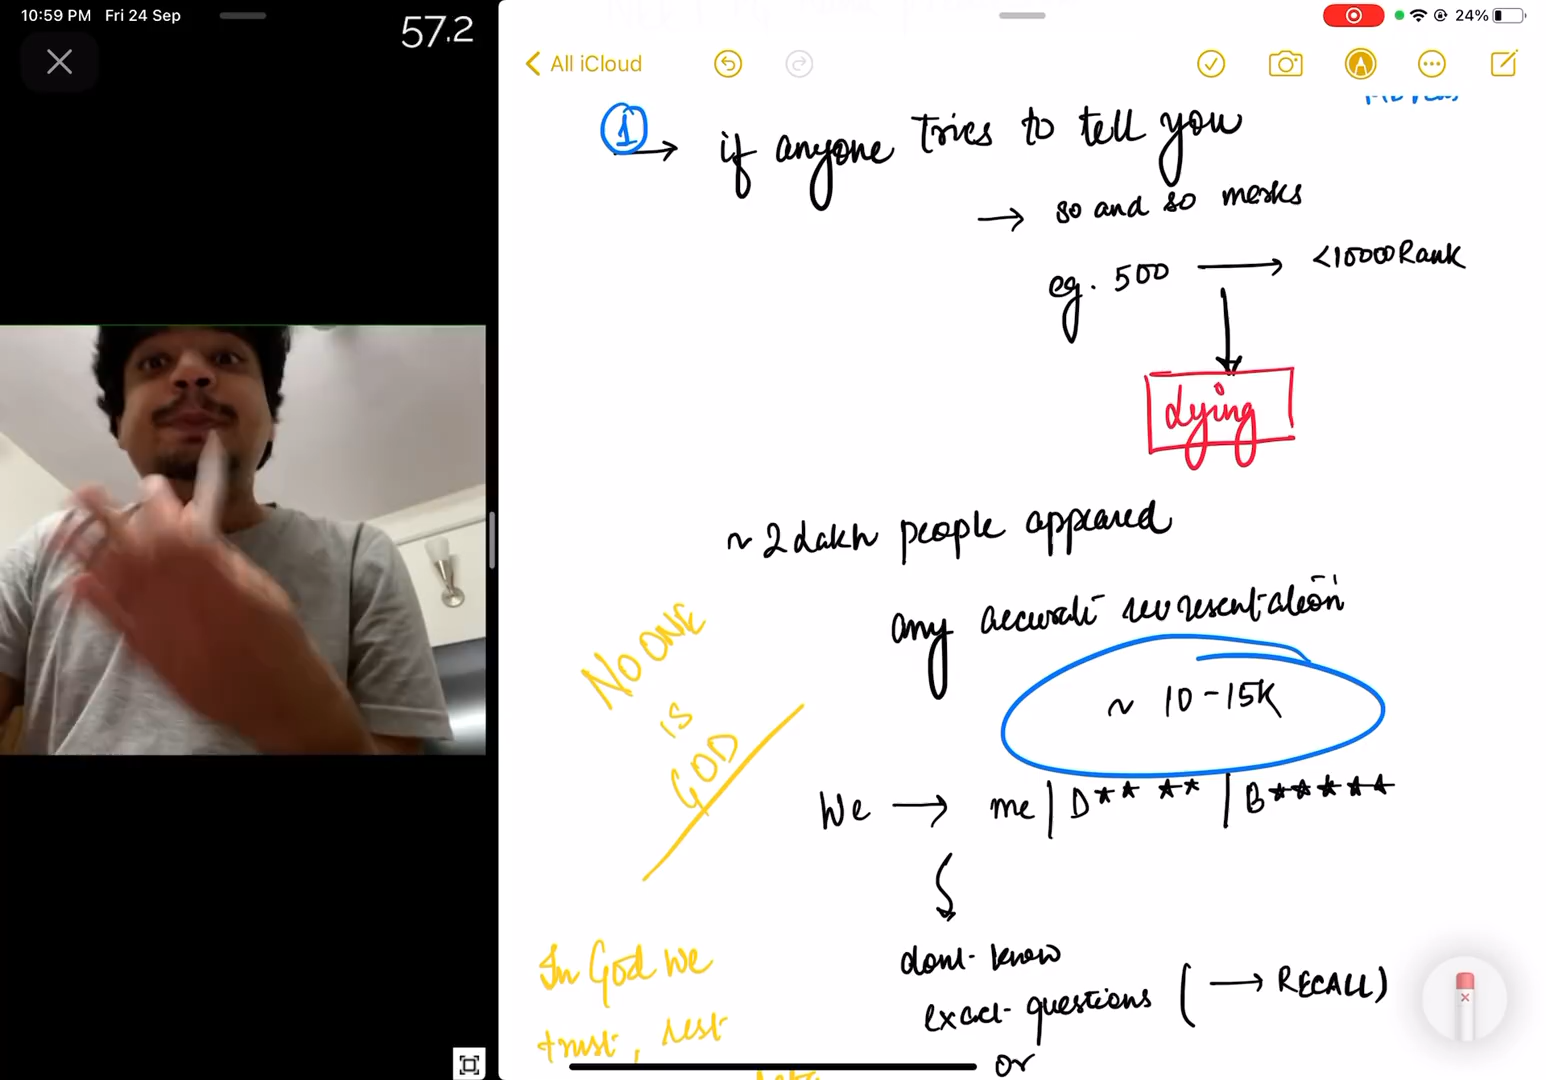 10:59 PM Fri 24 Sep
57.2
24%
All iCloud
1 → if anyone tries to tell you
→ so and so marks
eg. 500 → <10000 Rank
Lying
~ 2 Lakh people appeared
any accurate representation
~ 10-15K
No ONE
is
GOD
We → me | D** ** | B*****
dont know
exact questions ( → RECALL)
or
In God we
trust, rest